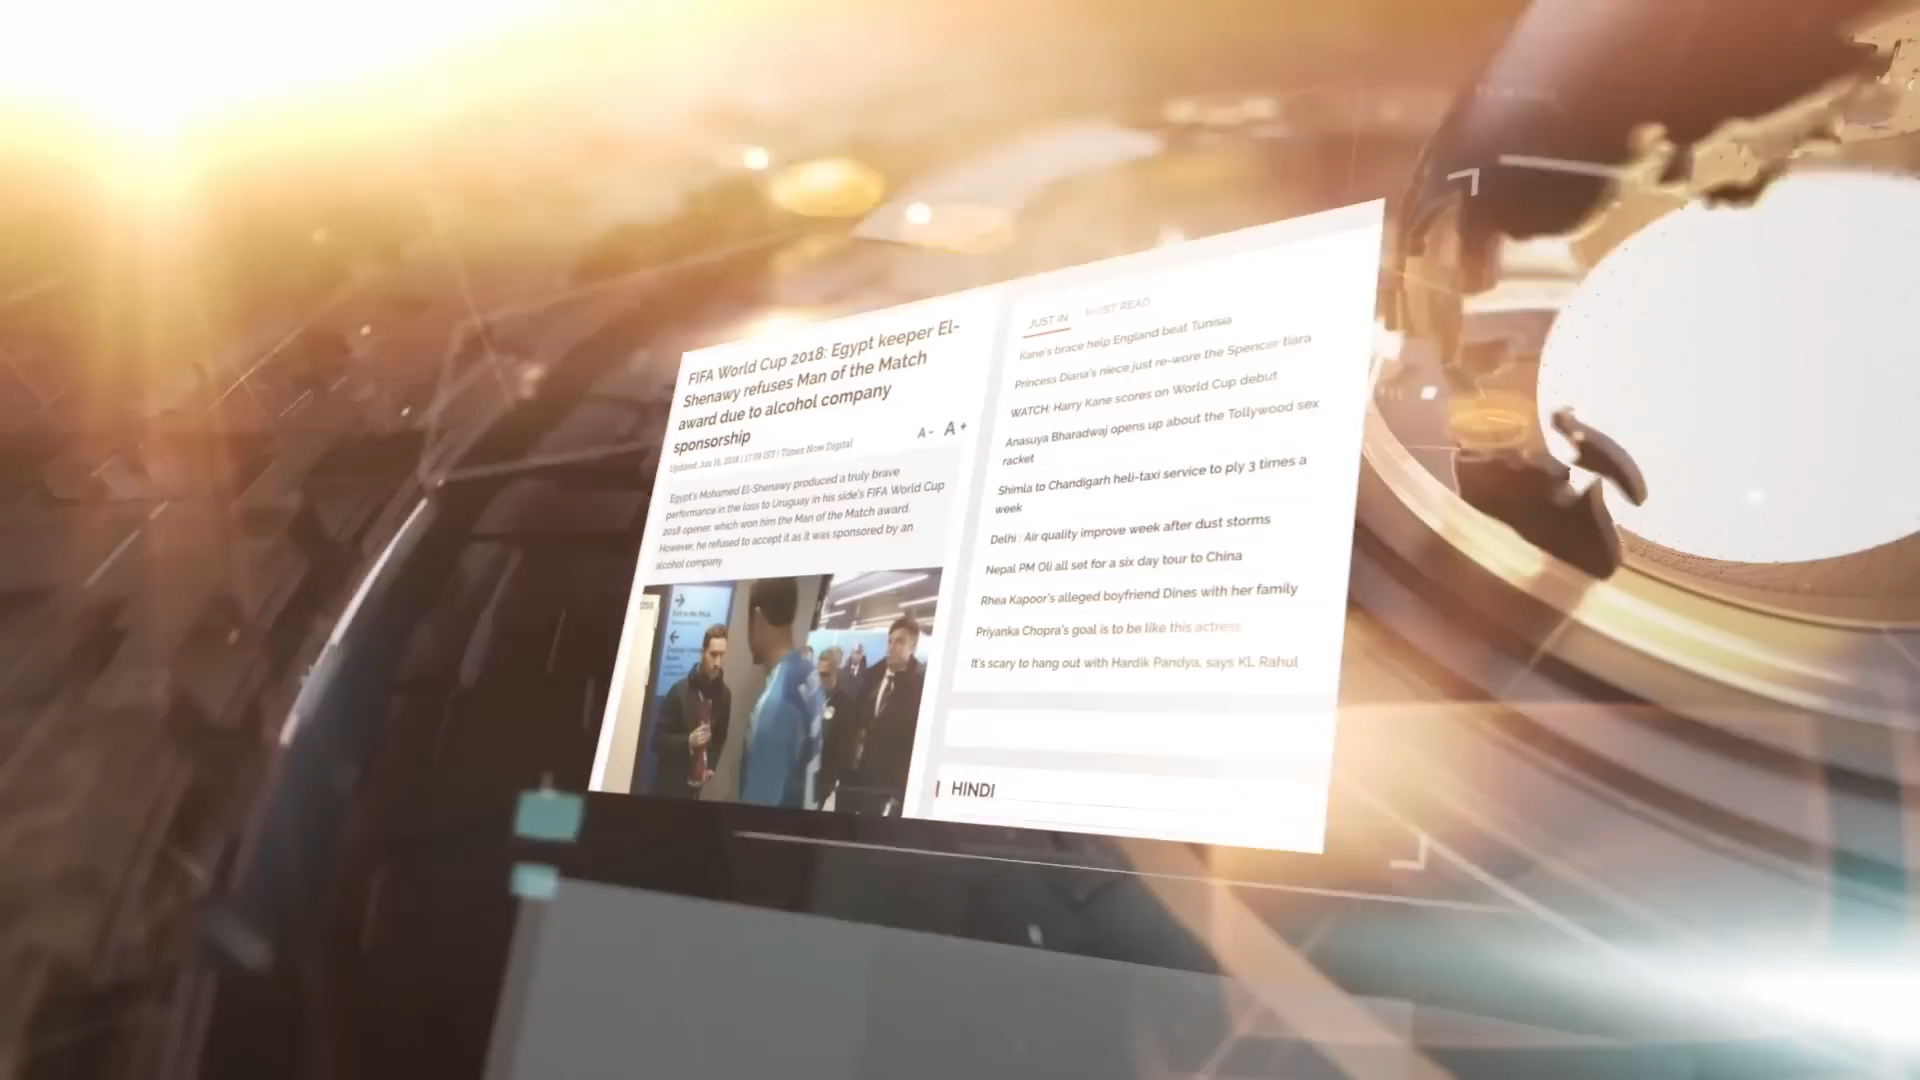 FIFA World Cup 2018: Egypt keeper El-
Shenawy refuses Man of the Match
award due to alcohol company
sponsorship
A- A+
Updated Jun 16, 2018 | 17:59 IST | Times Now Digital
Egypt's Mohamed El-Shenawy produced a truly brave
performance in the loss to Uruguay in his side's FIFA World Cup
2018 opener, which won him the Man of the Match award.
However, he refused to accept it as it was sponsored by an
alcohol company.
JUST IN MOST READ
Kane's brace help England beat Tunisia
Princess Diana's niece just re-wore the Spencer tiara
WATCH: Harry Kane scores on World Cup debut
Anasuya Bharadwaj opens up about the Tollywood sex
racket
Shimla to Chandigarh heli-taxi service to ply 3 times a
week
Delhi : Air quality improve week after dust storms
Nepal PM Oli all set for a six day tour to China
Rhea Kapoor's alleged boyfriend Dines with her family
Priyanka Chopra's goal is to be like this actress
It's scary to hang out with Hardik Pandya, says KL Rahul
HINDI